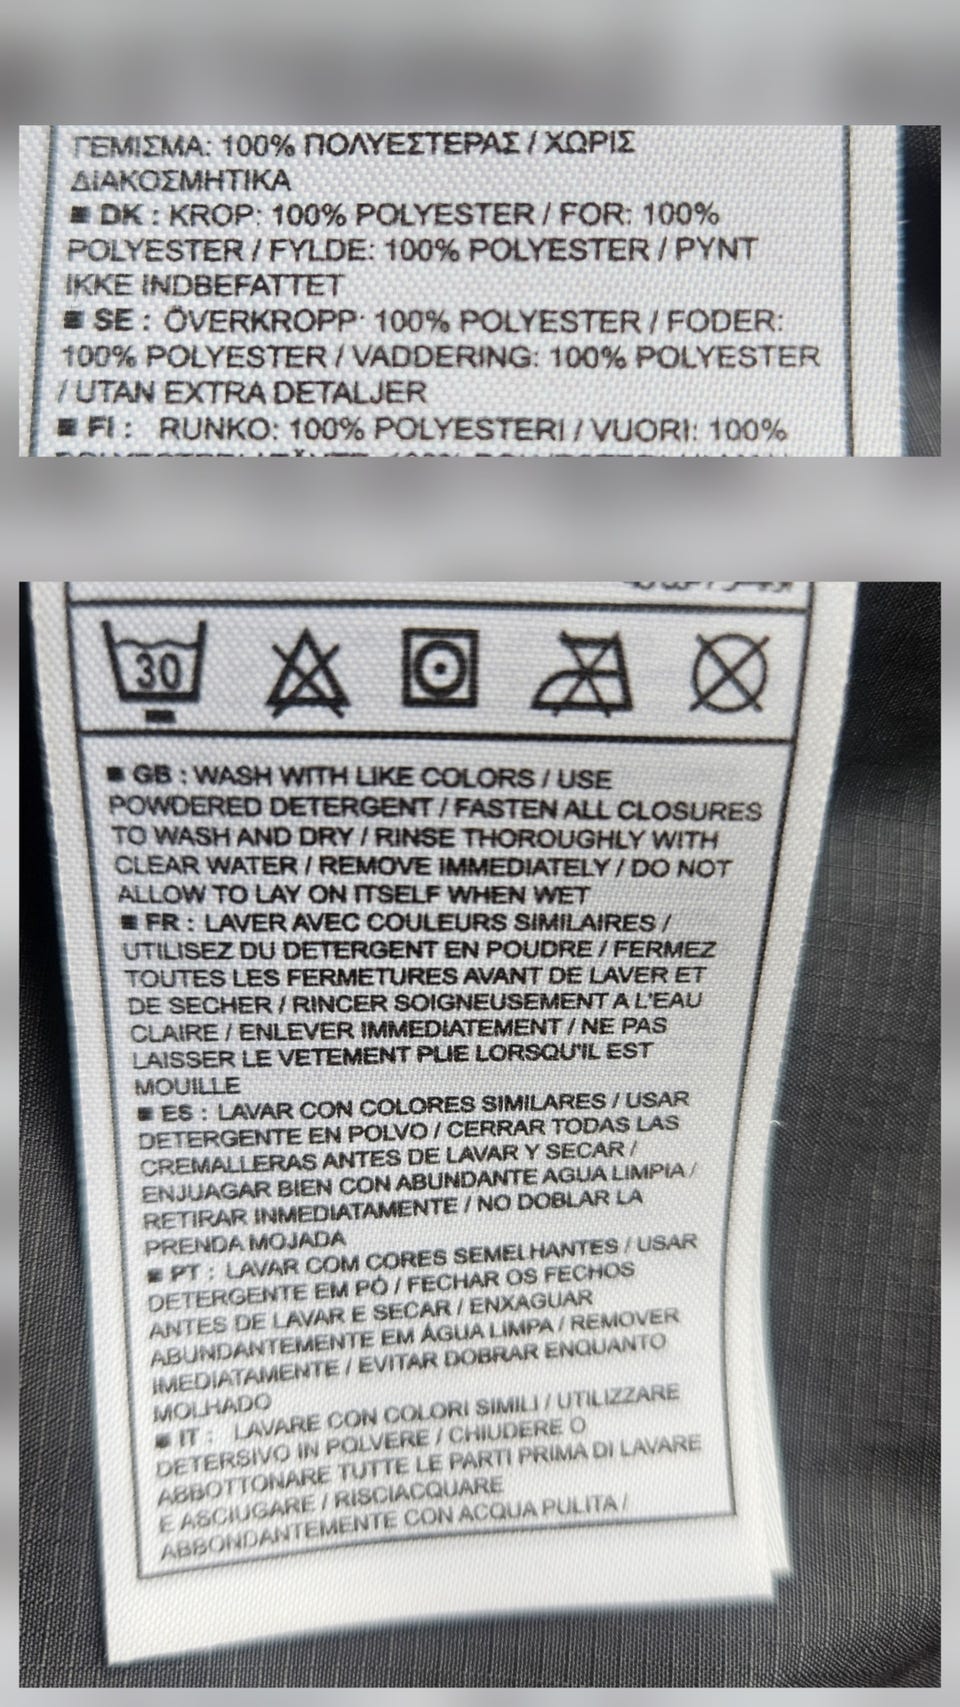 ΓΕΜΙΣΜΑ: 100% ΠΟΛΥΕΣΤΕΡΑΣ / ΧΩΡΙΣ
ΔΙΑΚΟΣΜΗΤΙΚΑ
■ DK : KROP: 100% POLYESTER / FOR: 100%
POLYESTER / FYLDE: 100% POLYESTER / PYNT
IKKE INDBEFATTET
■ SE : ÖVERKROPP: 100% POLYESTER / FODER:
100% POLYESTER / VADDERING: 100% POLYESTER
/ UTAN EXTRA DETALJER
■ FI : RUNKO: 100% POLYESTERI / VUORI: 100%
30
■ GB : WASH WITH LIKE COLORS / USE
POWDERED DETERGENT / FASTEN ALL CLOSURES
TO WASH AND DRY / RINSE THOROUGHLY WITH
CLEAR WATER / REMOVE IMMEDIATELY / DO NOT
ALLOW TO LAY ON ITSELF WHEN WET
■ FR : LAVER AVEC COULEURS SIMILAIRES /
UTILISEZ DU DETERGENT EN POUDRE / FERMEZ
TOUTES LES FERMETURES AVANT DE LAVER ET
DE SECHER / RINCER SOIGNEUSEMENT A L'EAU
CLAIRE / ENLEVER IMMEDIATEMENT / NE PAS
LAISSER LE VETEMENT PLIE LORSQU'IL EST
MOUILLE
■ ES : LAVAR CON COLORES SIMILARES / USAR
DETERGENTE EN POLVO / CERRAR TODAS LAS
CREMALLERAS ANTES DE LAVAR Y SECAR /
ENJUAGAR BIEN CON ABUNDANTE AGUA LIMPIA /
RETIRAR INMEDIATAMENTE / NO DOBLAR LA
PRENDA MOJADA
■ PT : LAVAR COM CORES SEMELHANTES / USAR
DETERGENTE EM PÓ / FECHAR OS FECHOS
ANTES DE LAVAR E SECAR / ENXAGUAR
ABUNDANTEMENTE EM ÁGUA LIMPA / REMOVER
IMEDIATAMENTE / EVITAR DOBRAR ENQUANTO
MOLHADO
■ IT : LAVARE CON COLORI SIMILI / UTILIZZARE
DETERSIVO IN POLVERE / CHIUDERE O
ABBOTTONARE TUTTE LE PARTI PRIMA DI LAVARE
E ASCIUGARE / RISCIACQUARE
ABBONDANTEMENTE CON ACQUA PULITA /